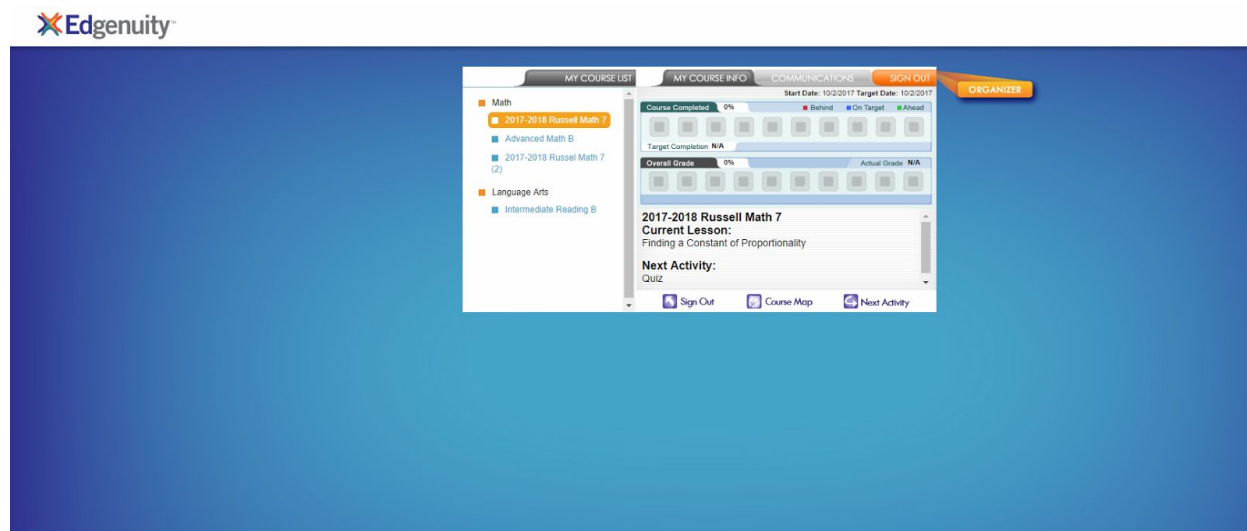 Edgenuity™
MY COURSE LIST
MY COURSE INFO
COMMUNICATIONS
SIGN OUT
ORGANIZER
Math
2017-2018 Russell Math 7
Advanced Math B
2017-2018 Russel Math 7
(2)
Language Arts
Intermediate Reading B
Start Date: 10/2/2017 Target Date: 10/2/2017
Course Completed 0% Behind On Target Ahead
Target Completion N/A
Overall Grade 0% Actual Grade N/A
2017-2018 Russell Math 7
Current Lesson:
Finding a Constant of Proportionality
Next Activity:
Quiz
Sign Out Course Map Next Activity